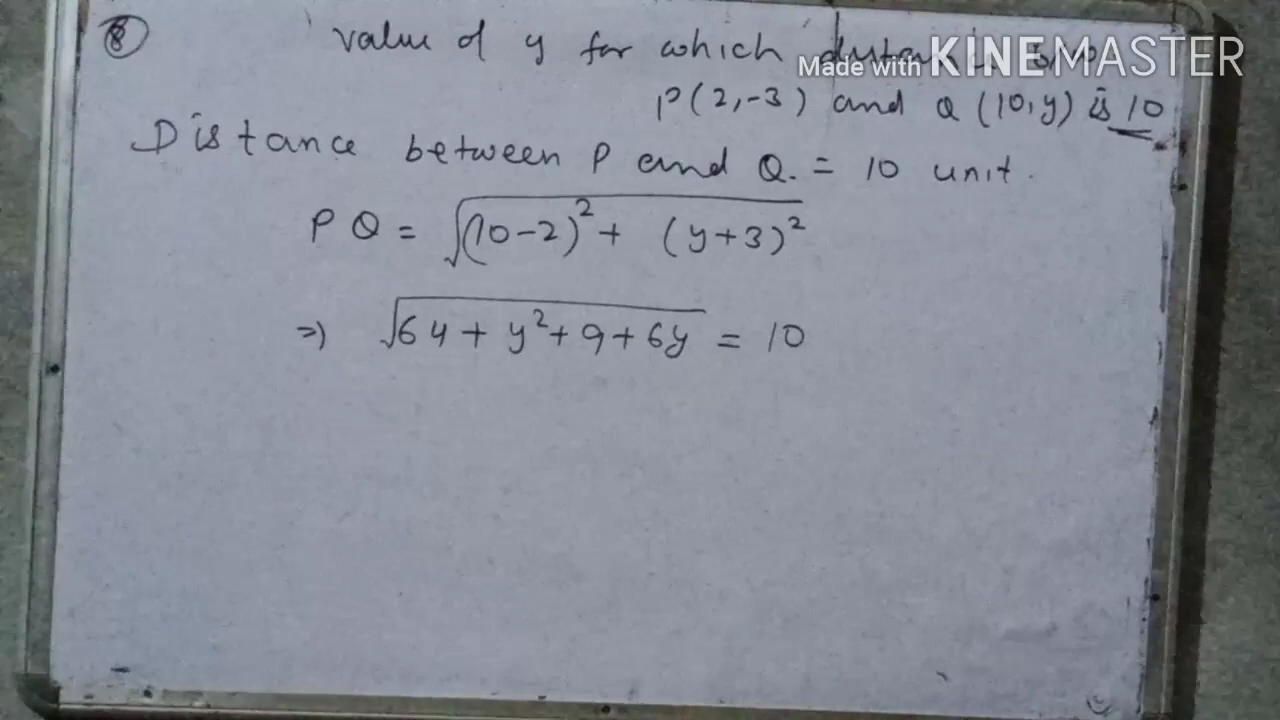 ⑧ value of y for which
Made with KINEMASTER
P(2,-3) and Q (10,y) is 10
Distance between P and Q. = 10 unit.
PQ = √(10-2)² + (y+3)²
=) √64 + y² + 9 + 6y = 10